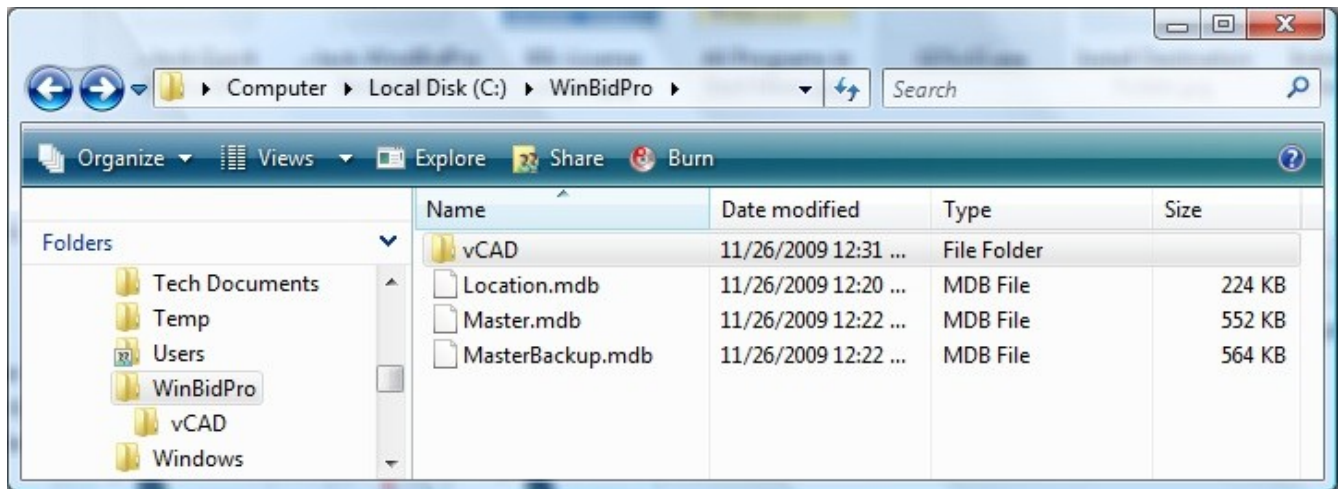 Computer Local Disk (C:) WinBidPro Search
Organize Views Explore Share Burn
Name Date modified Type Size
Folders
vCAD 11/26/2009 12:31 ... File Folder
Tech Documents
Location.mdb 11/26/2009 12:20 ... MDB File 224 KB
Temp
Master.mdb 11/26/2009 12:22 ... MDB File 552 KB
Users
MasterBackup.mdb 11/26/2009 12:22 ... MDB File 564 KB
WinBidPro
vCAD
Windows